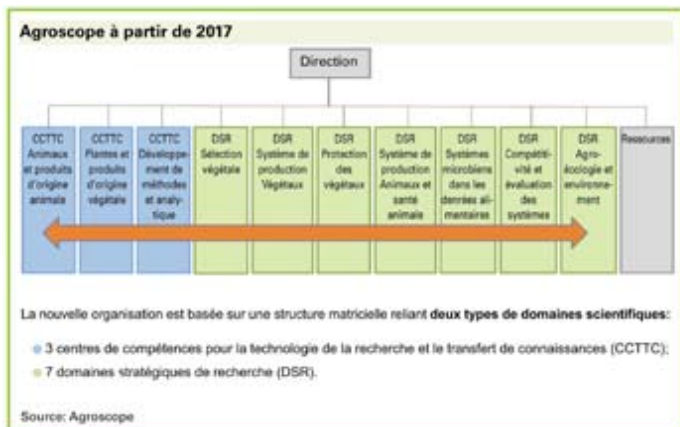 Agroscope à partir de 2017
Direction
CCTTC
Animaux
et produits
d'origine
animale
CCTTC
Plantes et
produits
d'origine
végétale
CCTTC
Développe-
ment de
méthodes
et analy-
tique
DSR
Sélection
végétale
DSR
Système de
production
Végétaux
DSR
Protection
des
végétaux
DSR
Système de
production
Animaux et
santé
animale
DSR
Systèmes
microbiens
dans les
denrées ali-
mentaires
DSR
Compétiti-
vité et
évaluation
des
systèmes
DSR
Agro-
écologie et
environne-
ment
Ressources
La nouvelle organisation est basée sur une structure matricielle reliant deux types de domaines scientifiques:
3 centres de compétences pour la technologie de la recherche et le transfert de connaissances (CCTTC);
7 domaines stratégiques de recherche (DSR).
Source: Agroscope